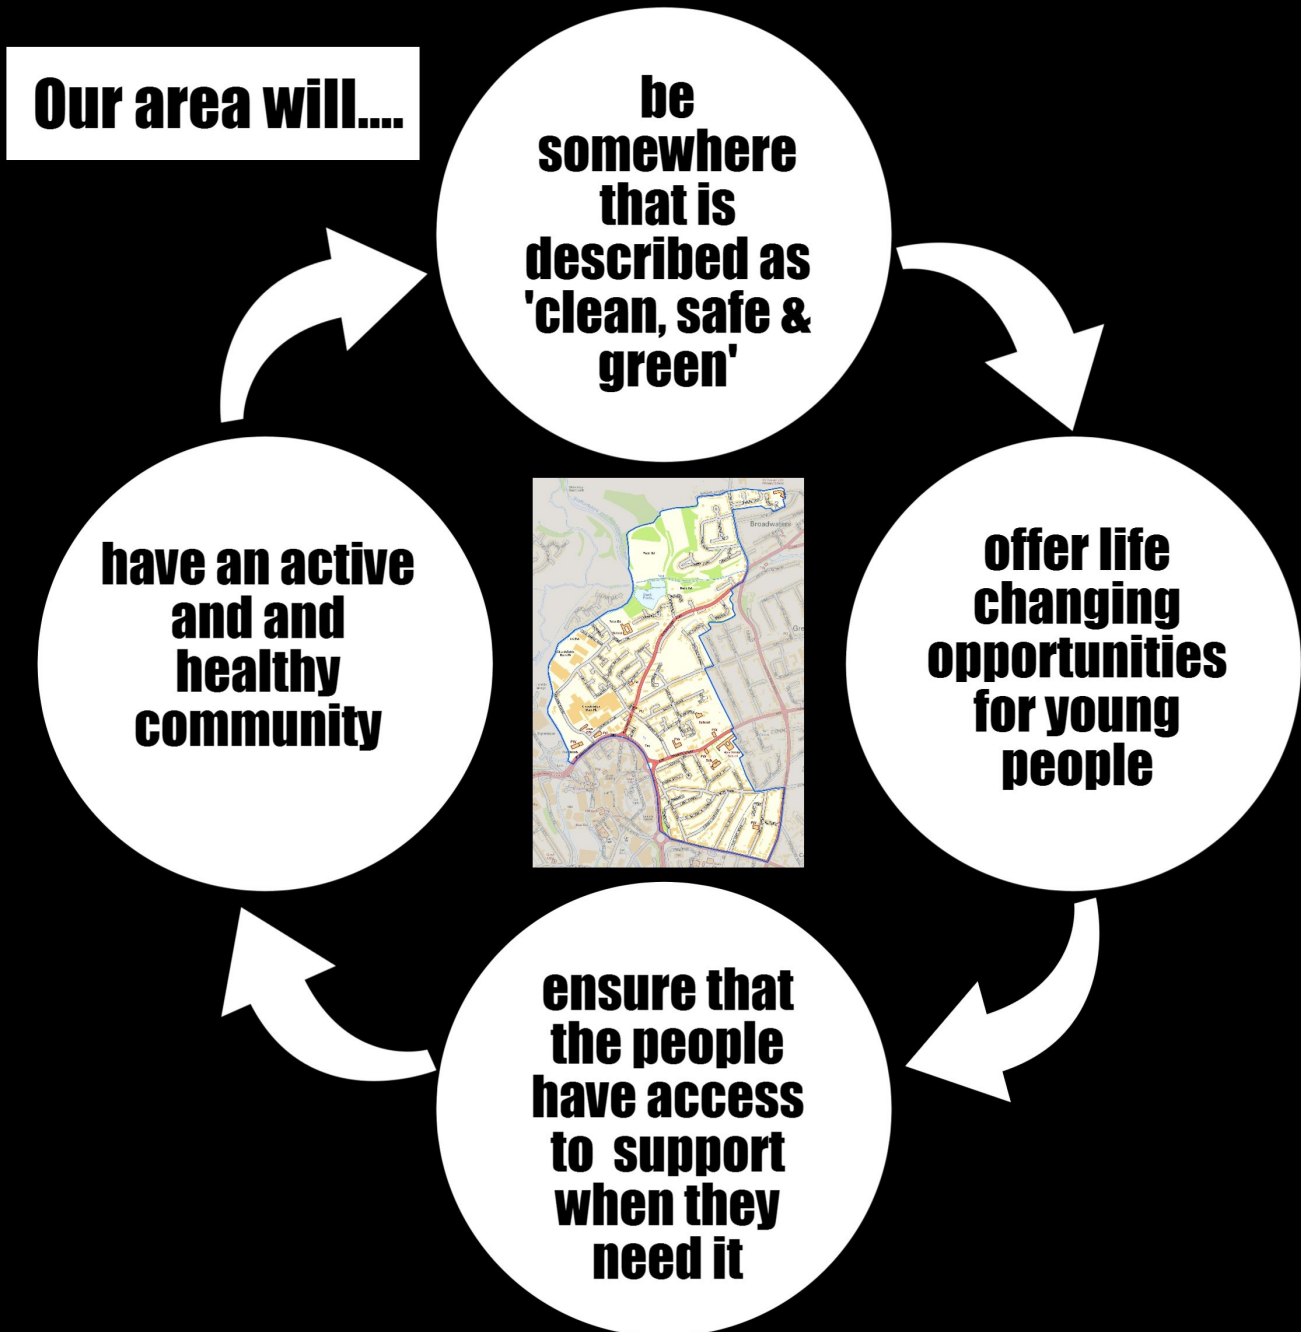 Our area will....
be
somewhere
that is
described as
'clean, safe &
green'
offer life
changing
opportunities
for young
people
ensure that
the people
have access
to  support
when they
need it
have an active
and and
healthy
community
Broadwaters